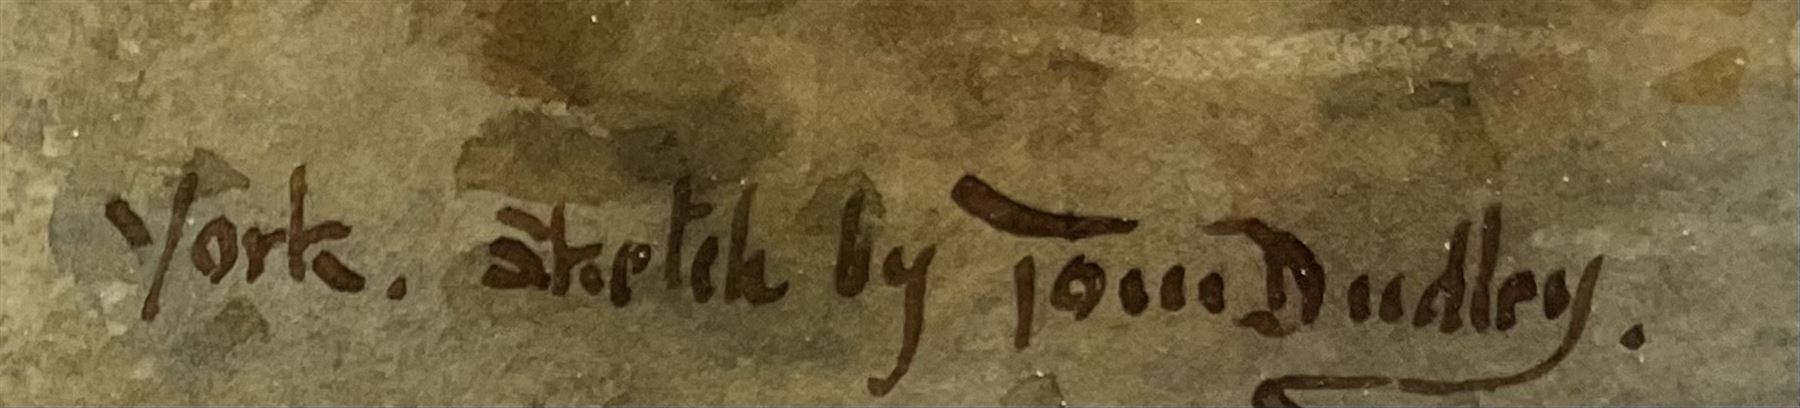 York. Sketch by Tom Dudley.